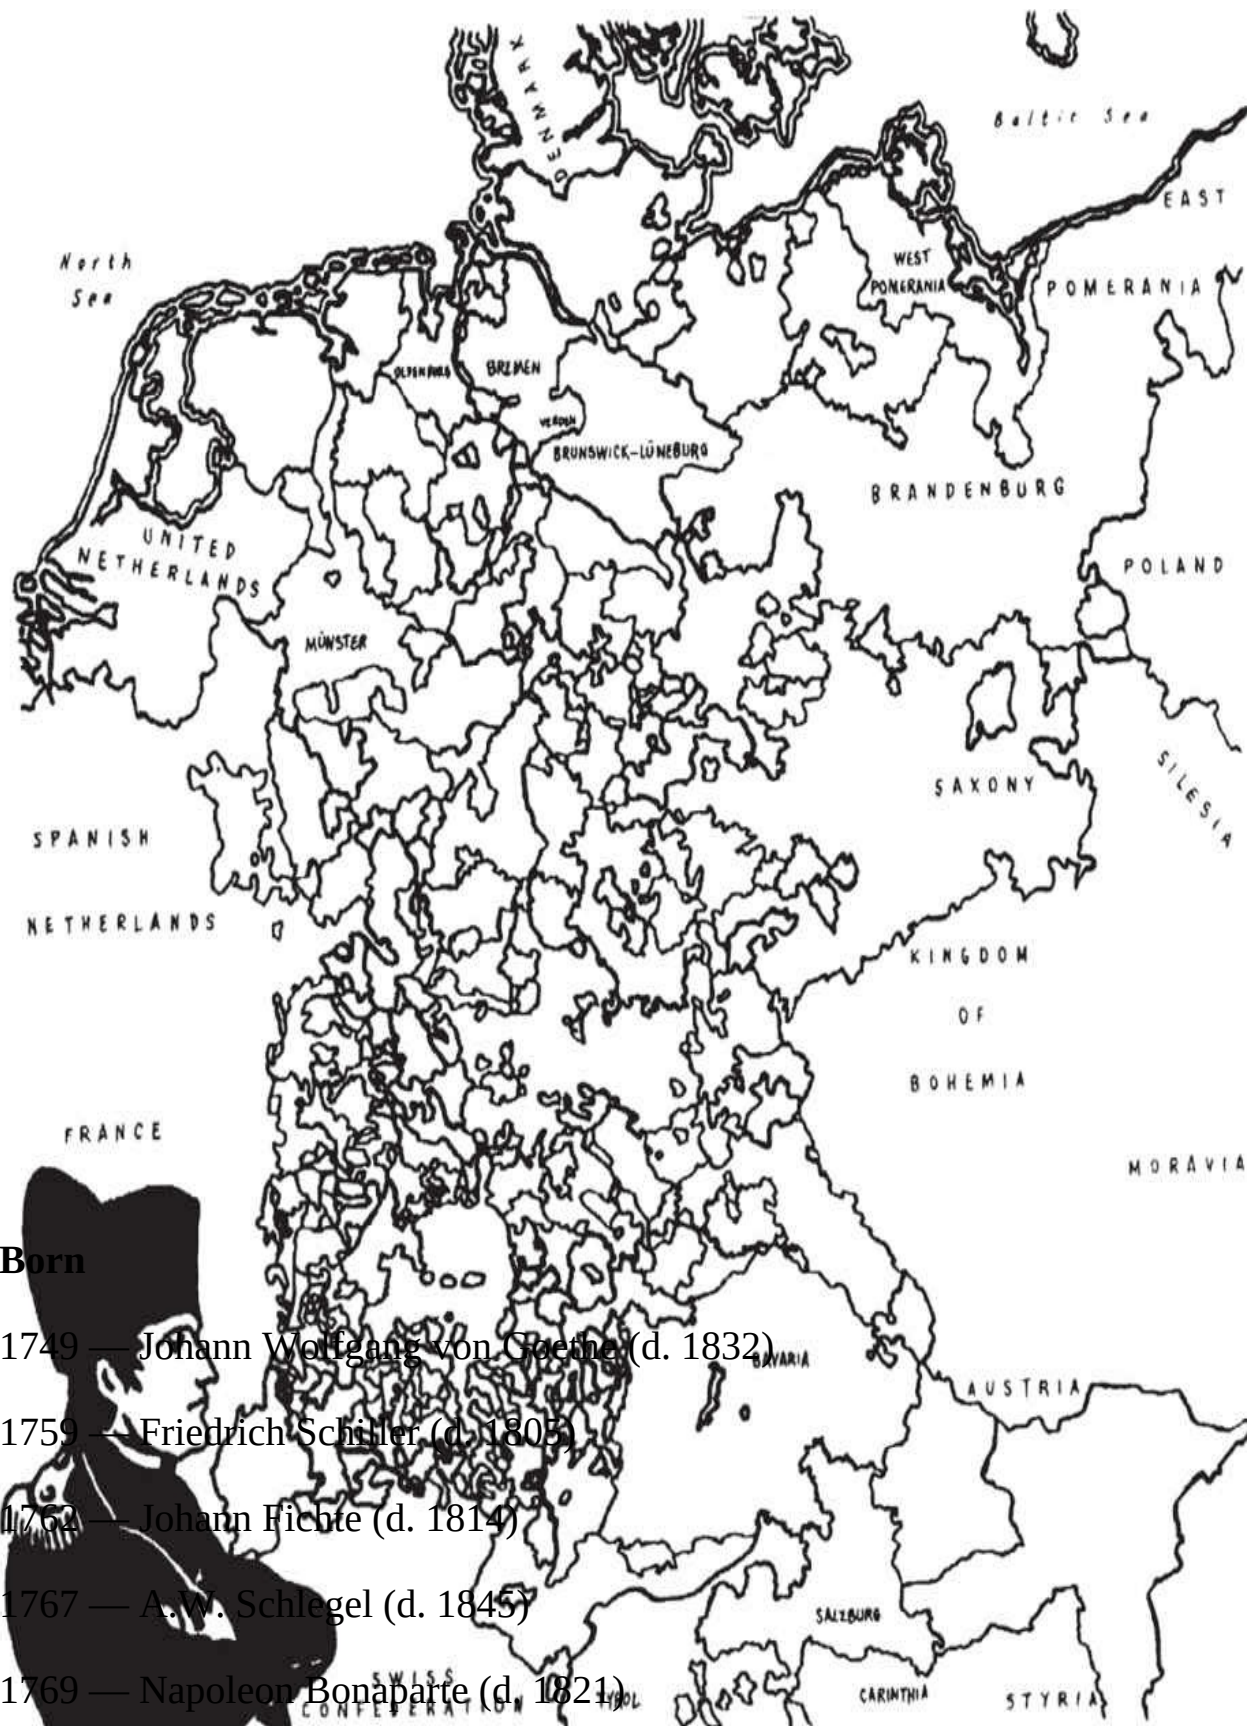 DENMARK
Baltic Sea
EAST
POMERANIA
North
Sea
WEST
POMERANIA
OLDENBURG
BREMEN
VERDEN
BRUNSWICK-LÜNEBURG
BRANDENBURG
UNITED
NETHERLANDS
POLAND
MÜNSTER
SAXONY
SILESIA
SPANISH
NETHERLANDS
KINGDOM
OF
BOHEMIA
FRANCE
MORAVIA
Born
1749 — Johann Wolfgang von Goethe (d. 1832)
BAVARIA
AUSTRIA
1759 — Friedrich Schiller (d. 1805)
1762 — Johann Fichte (d. 1814)
1767 — A.W. Schlegel (d. 1845)
SALZBURG
1769 — Napoleon Bonaparte (d. 1821)
SWISS
CONFEDERATION
TYROL
CARINTHIA
STYRIA